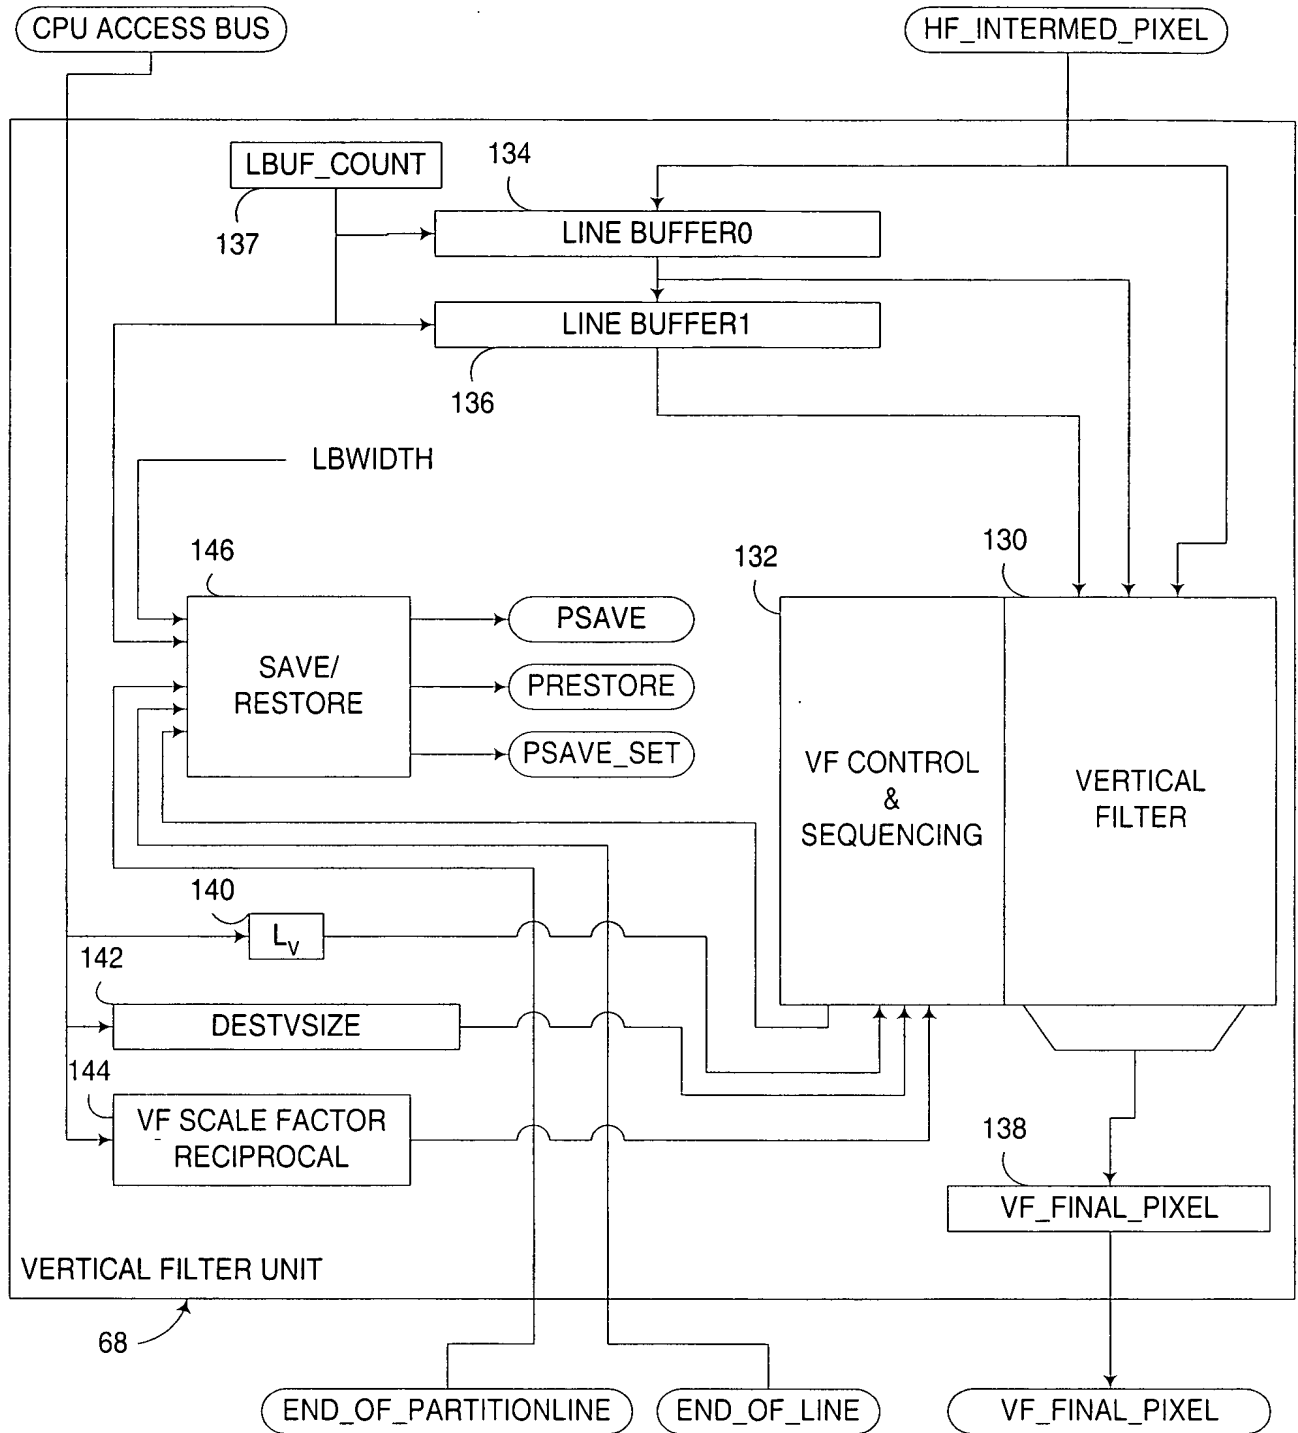 CPU ACCESS BUS
HF_INTERMED_PIXEL
LBUF_COUNT
134
137
LINE BUFFER0
LINE BUFFER1
136
LBWIDTH
146
132
130
SAVE/
RESTORE
PSAVE
PRESTORE
PSAVE_SET
VF CONTROL
&
SEQUENCING
VERTICAL
FILTER
140
LV
142
DESTVSIZE
144
VF SCALE FACTOR
RECIPROCAL
138
VF_FINAL_PIXEL
VERTICAL FILTER UNIT
68
END_OF_PARTITIONLINE
END_OF_LINE
VF_FINAL_PIXEL